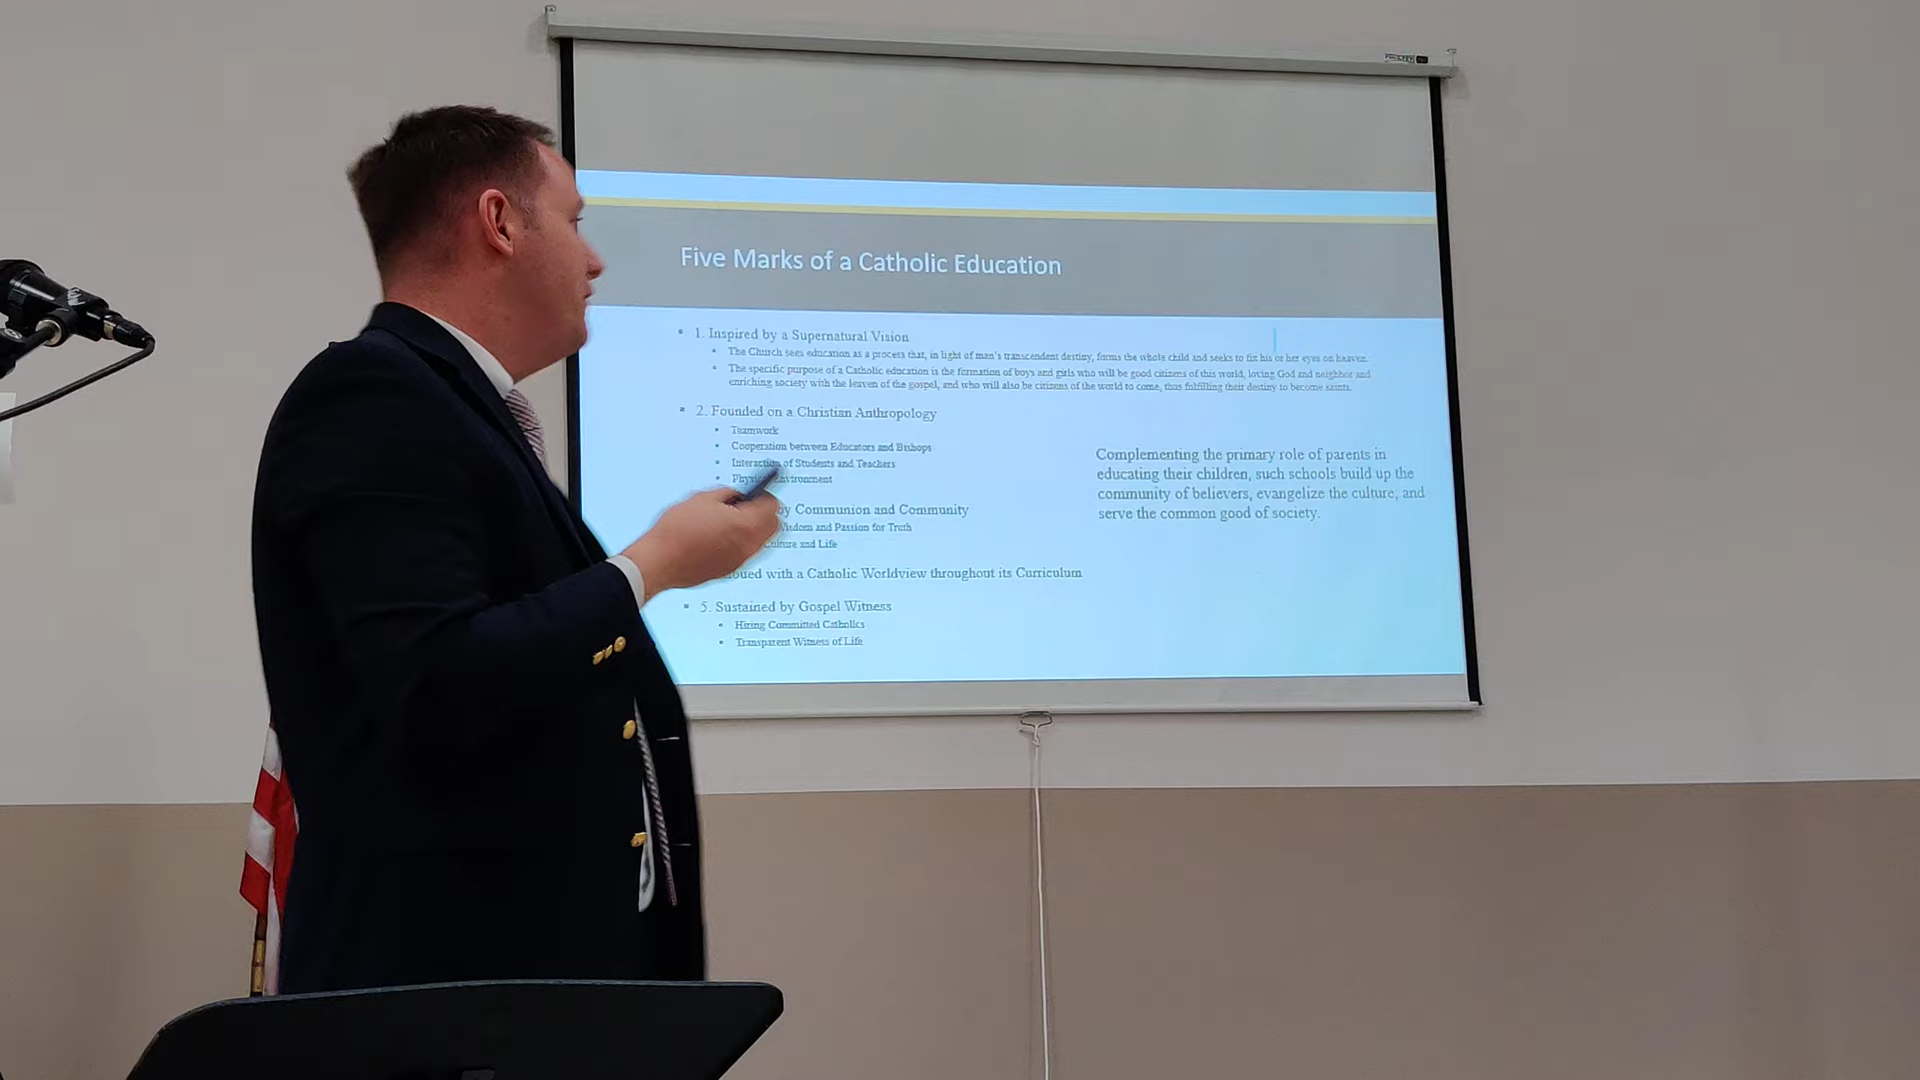 Five Marks of a Catholic Education
1. Inspired by a Supernatural Vision
The Church sees education as a process that, in light of man's transcendent destiny, forms the whole child and seeks to fix his or her eyes on heaven.
The specific purpose of a Catholic education is the formation of boys and girls who will be good citizens of this world, loving God and neighbor and
enriching society with the leaven of the gospel, and who will also be citizens of the world to come, thus fulfilling their destiny to become saints.
2. Founded on a Christian Anthropology
Teamwork
Cooperation between Educators and Bishops
Interaction of Students and Teachers
Physical Environment
by Communion and Community
Wisdom and Passion for Truth
Culture and Life
with a Catholic Worldview throughout its Curriculum
5. Sustained by Gospel Witness
Hiring Committed Catholics
Transparent Witness of Life
Complementing the primary role of parents in
educating their children, such schools build up the
community of believers, evangelize the culture, and
serve the common good of society.